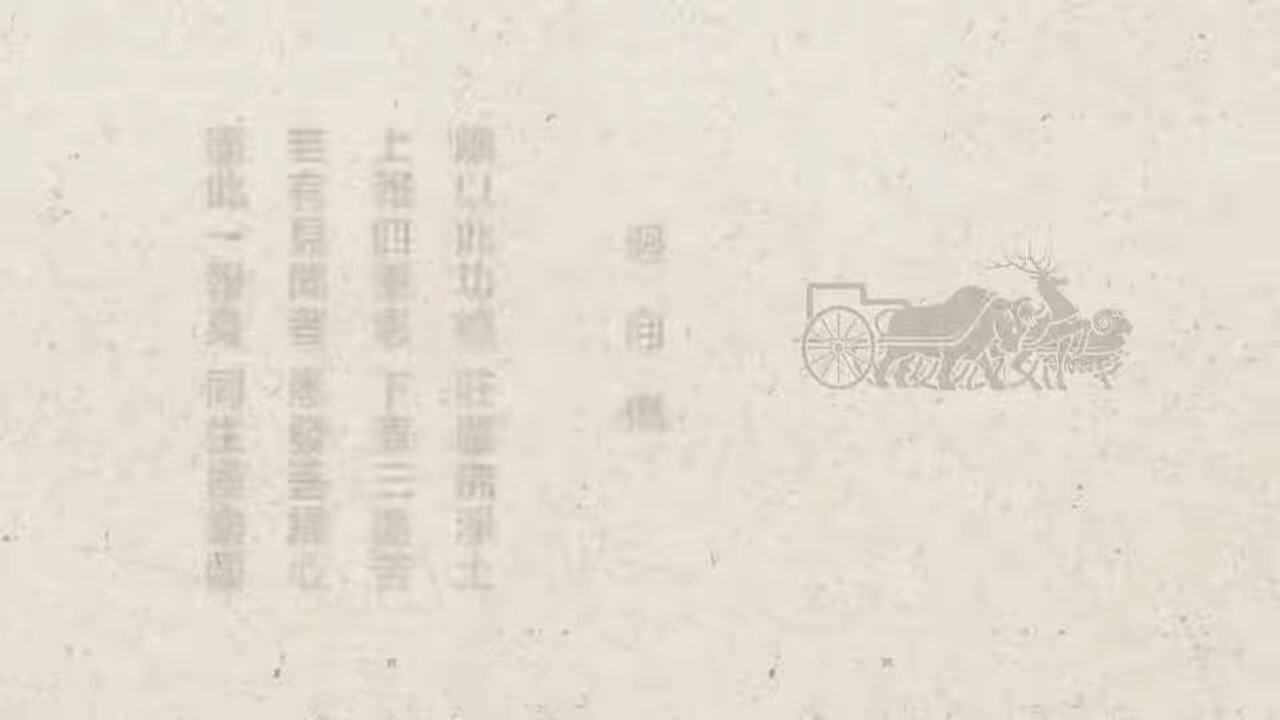 迴向偈
願以此功德 莊嚴佛淨土
上報四重恩 下濟三塗苦
若有見聞者 悉發菩提心
盡此一報身 同生極樂國